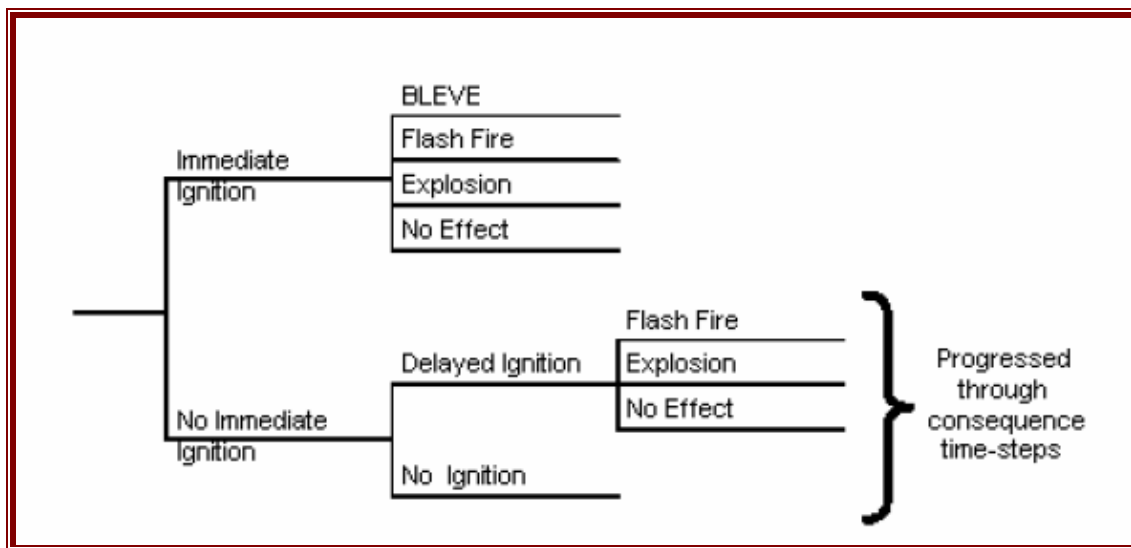 BLEVE
Flash Fire
Immediate
Ignition
Explosion
No Effect
Flash Fire
Delayed Ignition
Explosion
No Effect
No Immediate
Ignition
No Ignition
Progressed
through
consequence
time-steps